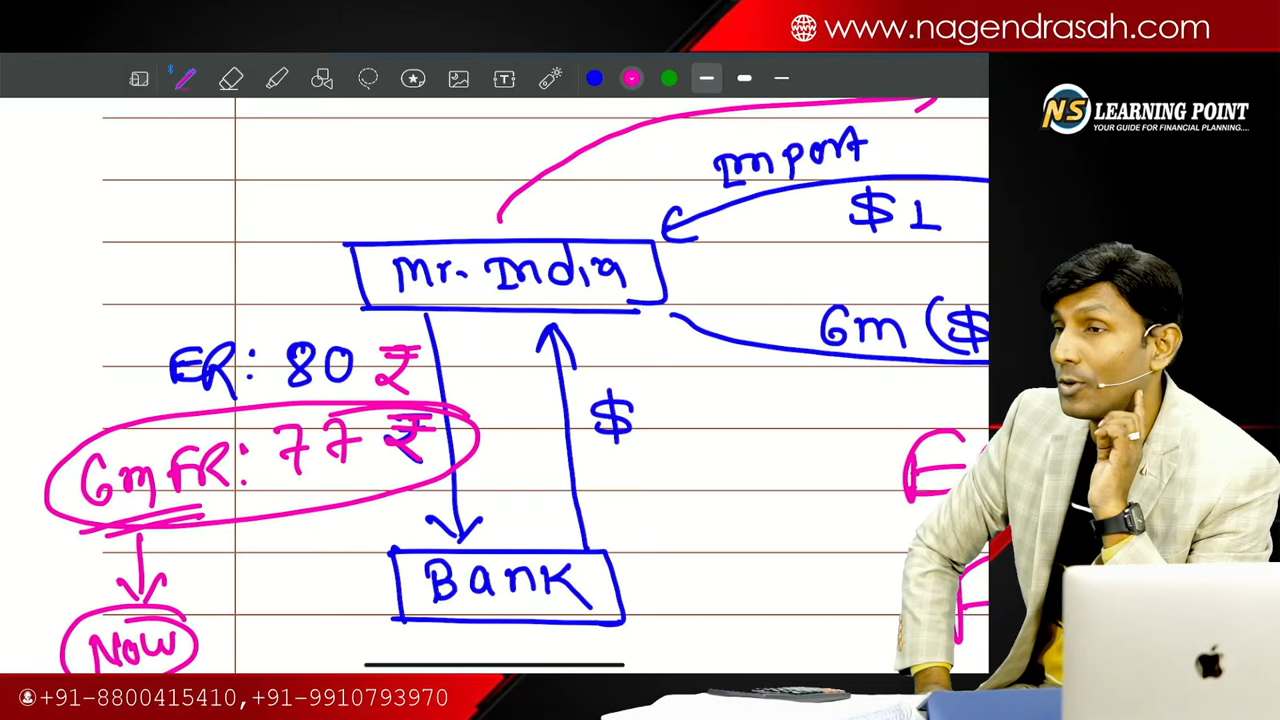 www.nagendrasah.com
NS LEARNING POINT
YOUR GUIDE FOR FINANCIAL PLANNING....
Import
$ 1
Mr. India
6m ($
ER: 80 ₹
6m FR: 77 ₹
$
Bank
Now
+91-8800415410,+91-9910793970